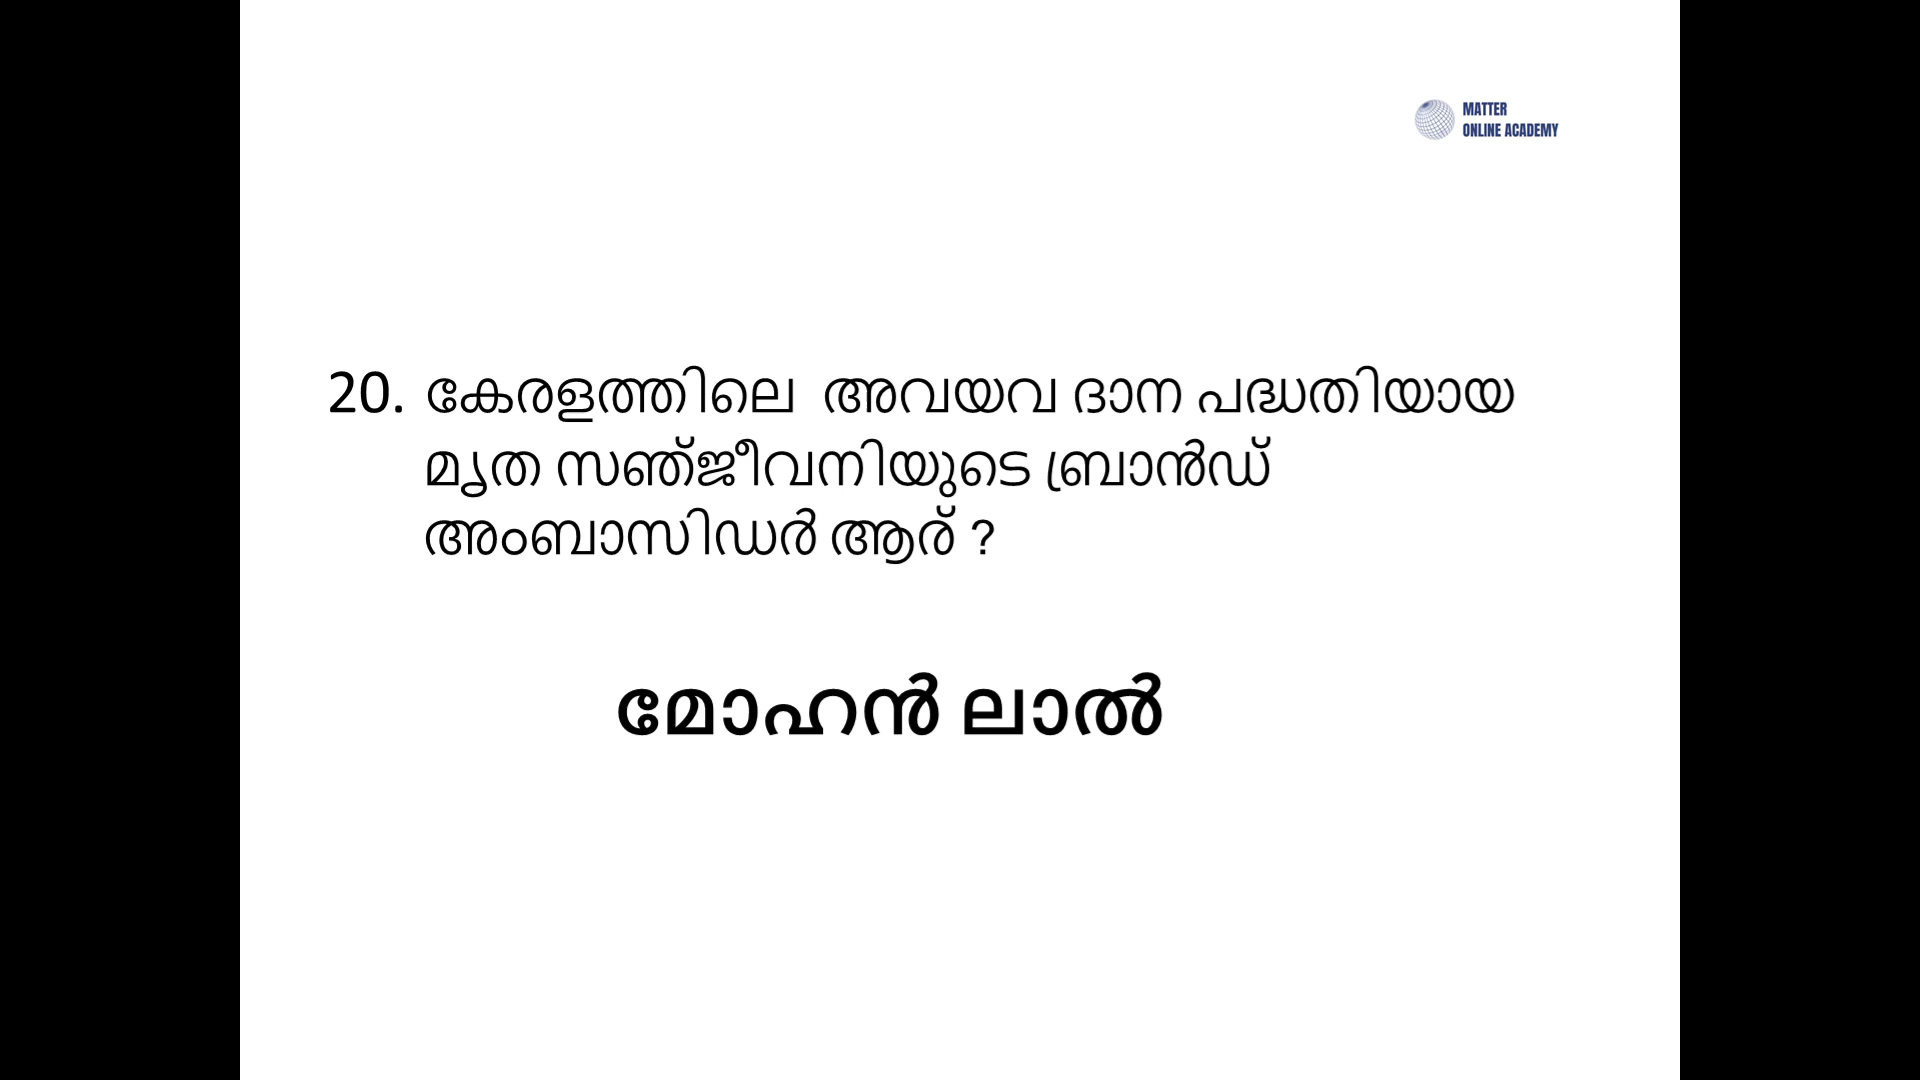 MATTER
ONLINE ACADEMY
20. കേരളത്തിലെ അവയവ ദാന പദ്ധതിയായ
മൃത സഞ്ജീവനിയുടെ ബ്രാൻഡ്
അംബാസിഡർ ആര് ?
മോഹൻ ലാൽ